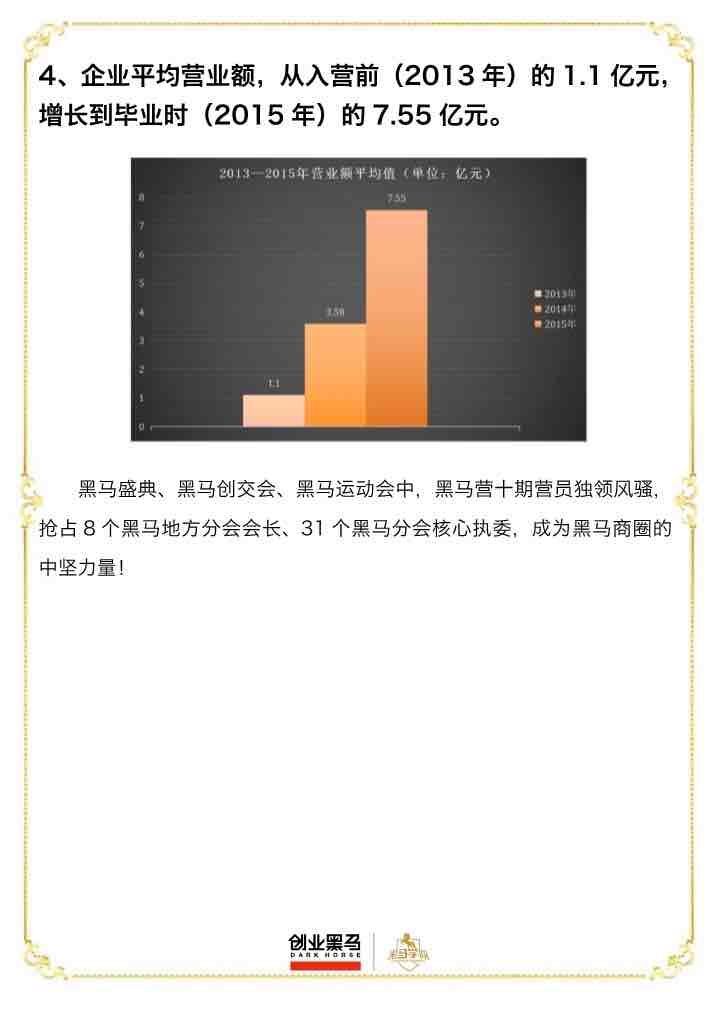 4、企业平均营业额，从入营前（2013 年）的 1.1 亿元，
增长到毕业时（2015 年）的 7.55 亿元。
2013—2015年营业额平均值（单位：亿元）
8
7
6
5
4
3
2
1
0
1.1
3.58
7.55
2013年
2014年
2015年
黑马盛典、黑马创交会、黑马运动会中，黑马营十期营员独领风骚，
抢占 8 个黑马地方分会会长、31 个黑马分会核心执委，成为黑马商圈的
中坚力量！
创业黑马
DARK HORSE
黑马学院